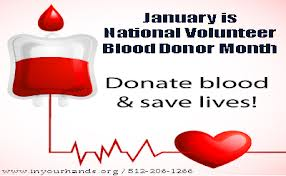 January is
National Volunteer
Blood Donor Month
Donate blood
& save lives!
www.inyourhands.org / 512-206-1266